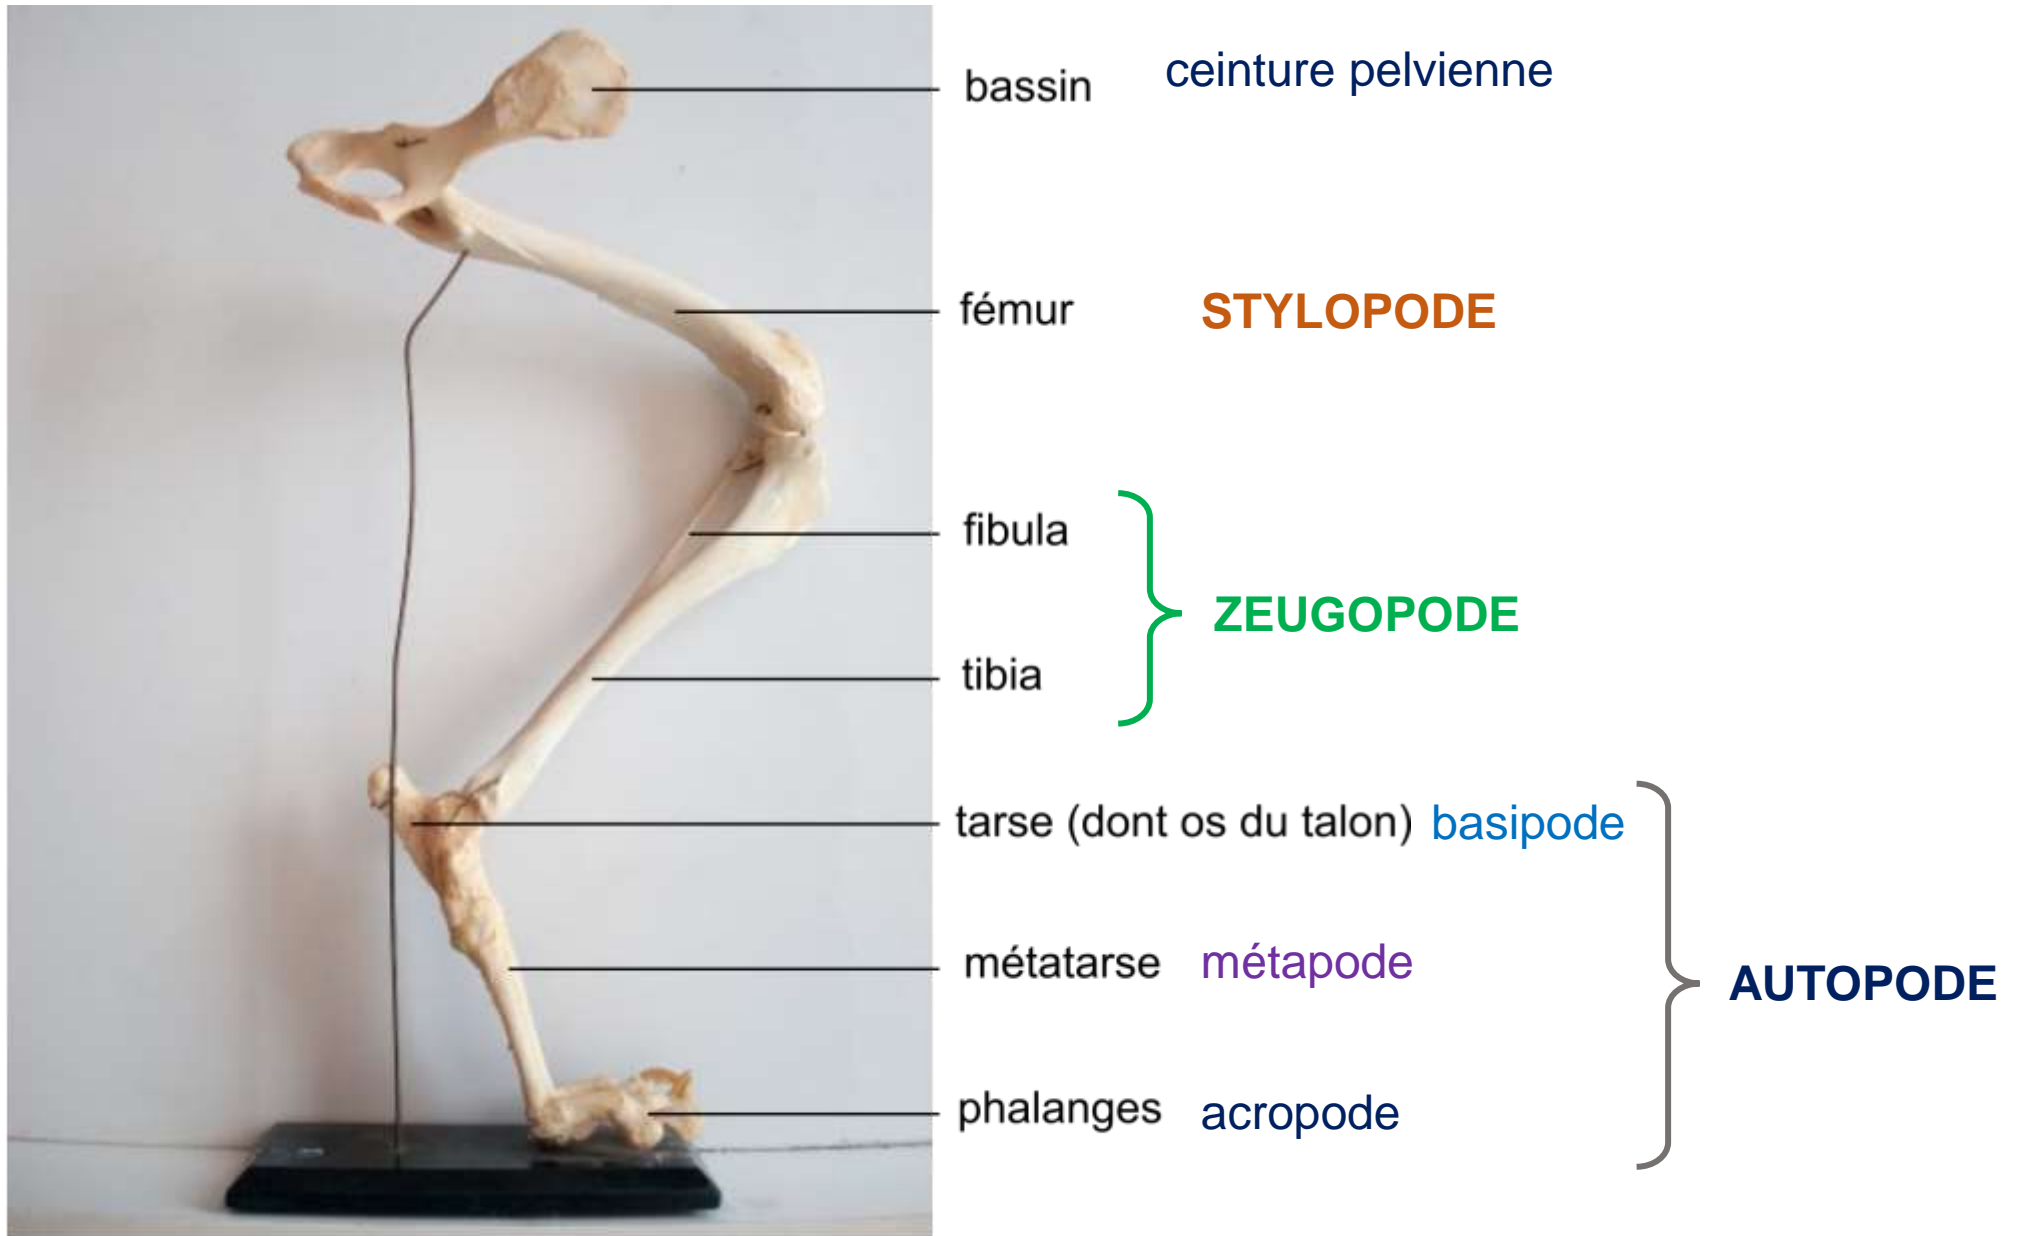 bassin ceinture pelvienne
fémur STYLOPODE
fibula
ZEUGOPODE
tibia
tarse (dont os du talon) basipode
métatarse métapode
AUTOPODE
phalanges acropode